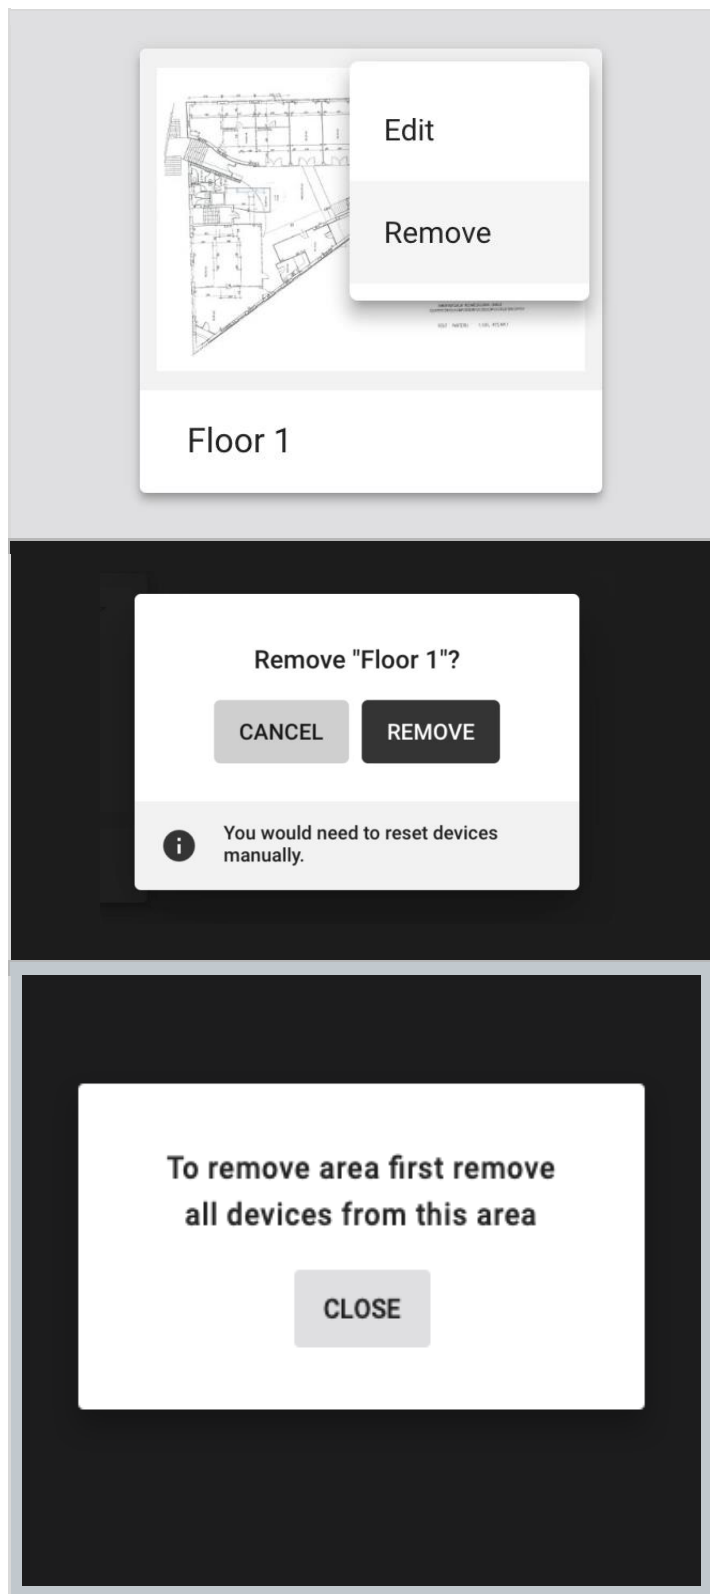 Edit
Remove
Floor 1
Remove "Floor 1"?
CANCEL
REMOVE
You would need to reset devices
manually.
To remove area first remove
all devices from this area
CLOSE